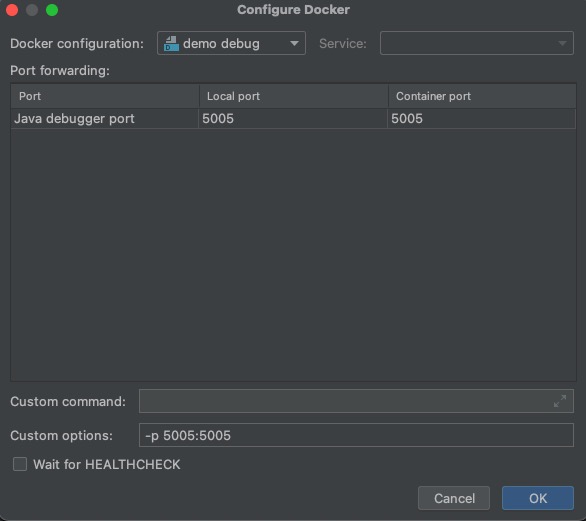 Configure Docker
Docker configuration: demo debug Service:
Port forwarding:
Port Local port Container port
Java debugger port 5005 5005
Custom command:
Custom options: -p 5005:5005
Wait for HEALTHCHECK
Cancel OK